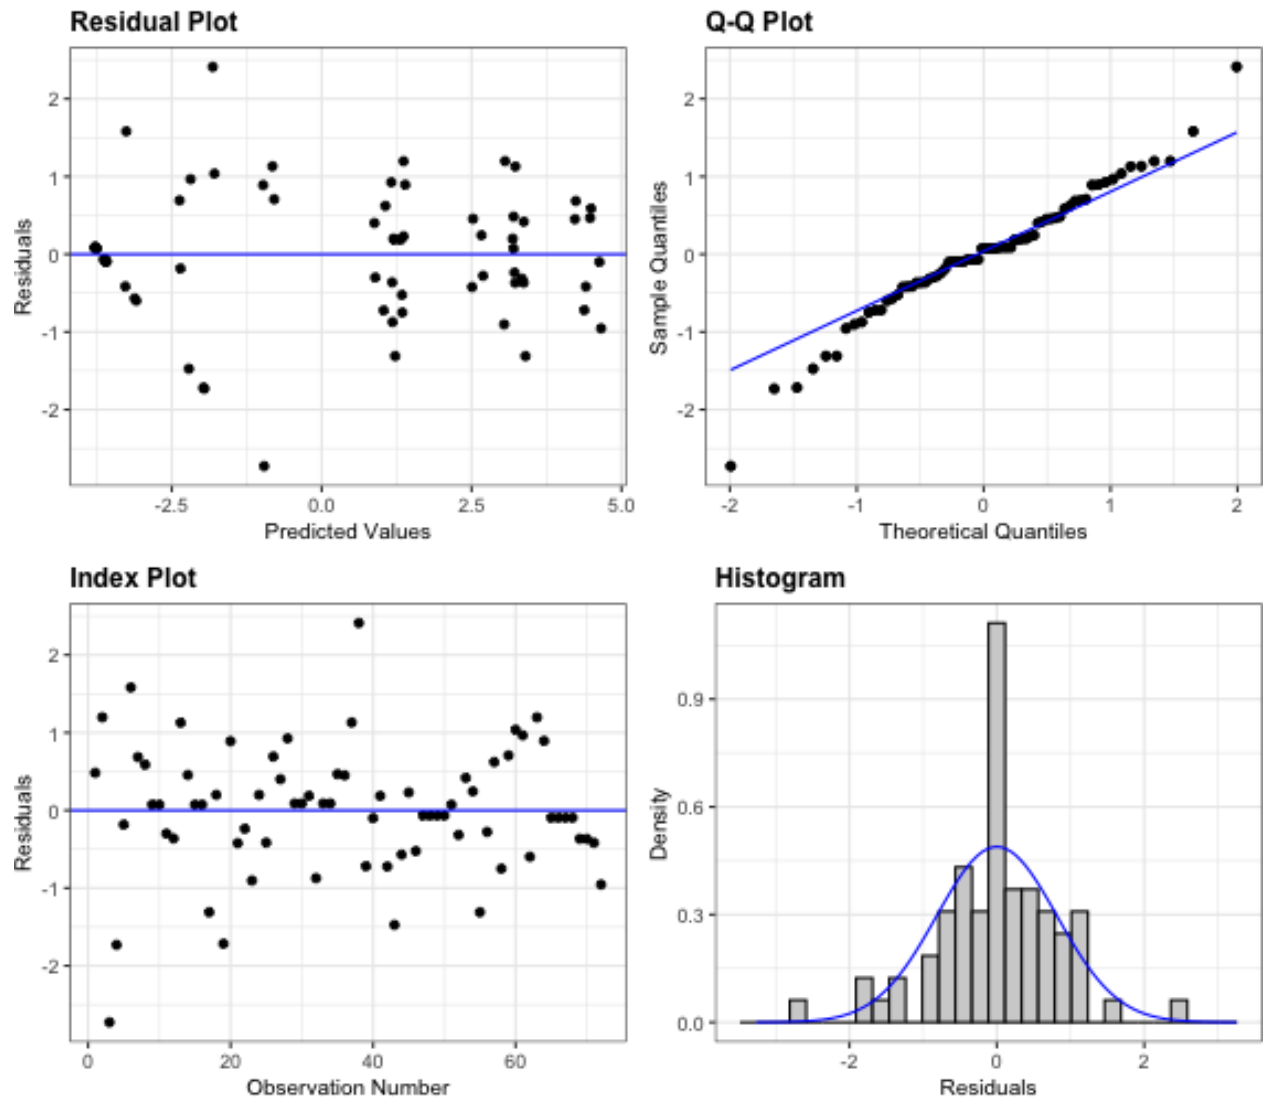 Residual Plot
2
1
0
-1
-2
Residuals
-2.5 0.0 2.5 5.0
Predicted Values
Q-Q Plot
2
1
0
-1
-2
Sample Quantiles
-2 -1 0 1 2
Theoretical Quantiles
Index Plot
2
1
0
-1
-2
Residuals
0 20 40 60
Observation Number
Histogram
0.9
0.6
0.3
0.0
Density
-2 0 2
Residuals